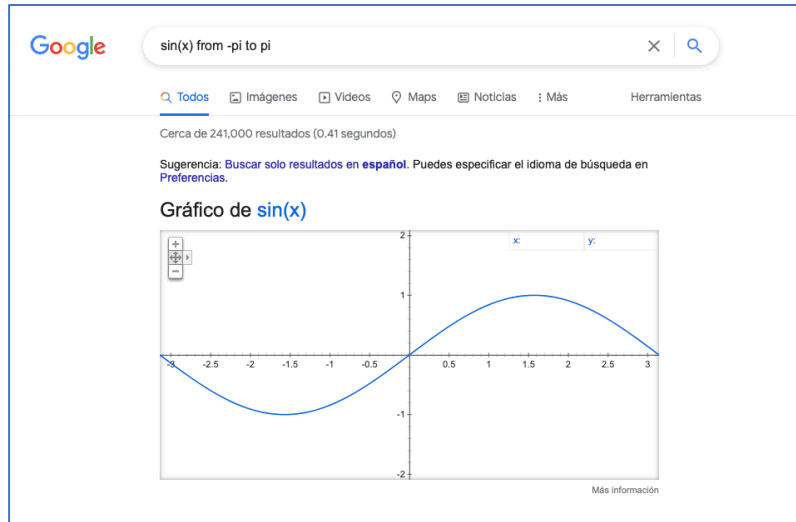 Google
sin(x) from -pi to pi
Todos Imágenes Videos Maps Noticias Más Herramientas
Cerca de 241,000 resultados (0.41 segundos)
Sugerencia: Buscar solo resultados en español. Puedes especificar el idioma de búsqueda en
Preferencias.
Gráfico de sin(x)
2
x: y:
1
-3 -2.5 -2 -1.5 -1 -0.5 0.5 1 1.5 2 2.5 3
-1
-2
Más información